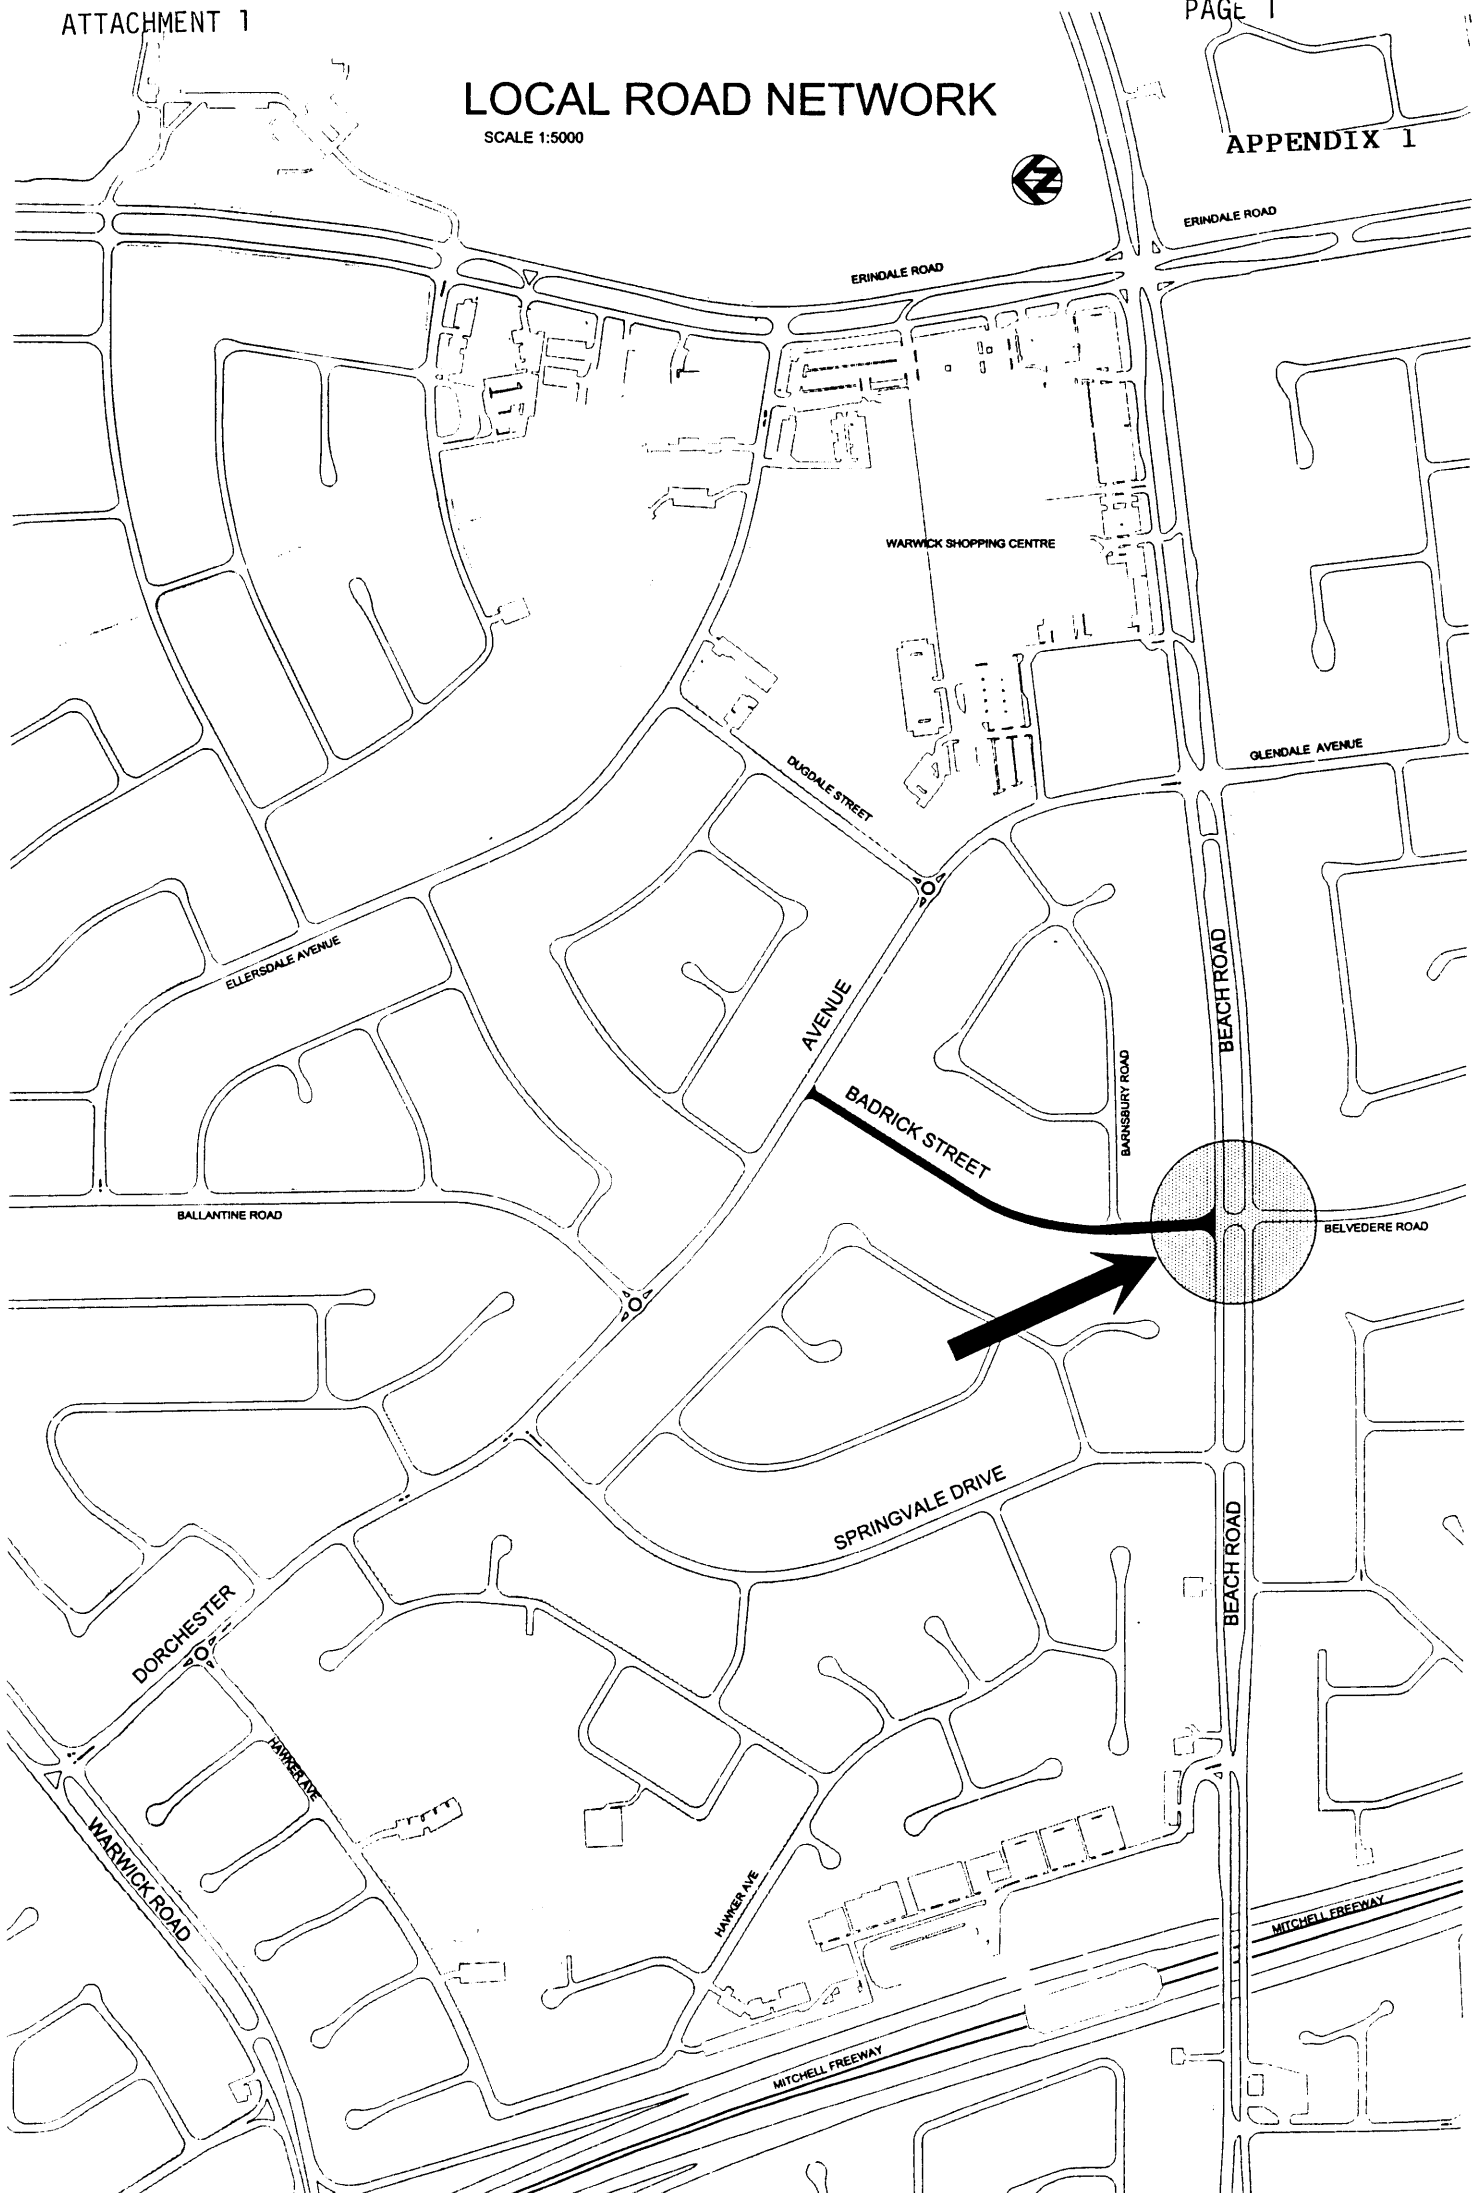 ATTACHMENT 1
PAGE 1
LOCAL ROAD NETWORK
SCALE 1:5000
APPENDIX 1
N
ERINDALE ROAD
ERINDALE ROAD
WARWICK SHOPPING CENTRE
GLENDALE AVENUE
DUGDALE STREET
ELLERSDALE AVENUE
BEACH ROAD
AVENUE
BARNSBURY ROAD
BADRICK STREET
BALLANTINE ROAD
BELVEDERE ROAD
SPRINGVALE DRIVE
BEACH ROAD
DORCHESTER
HAWKER AVE
WARWICK ROAD
HAWKER AVE
MITCHELL FREEWAY
MITCHELL FREEWAY